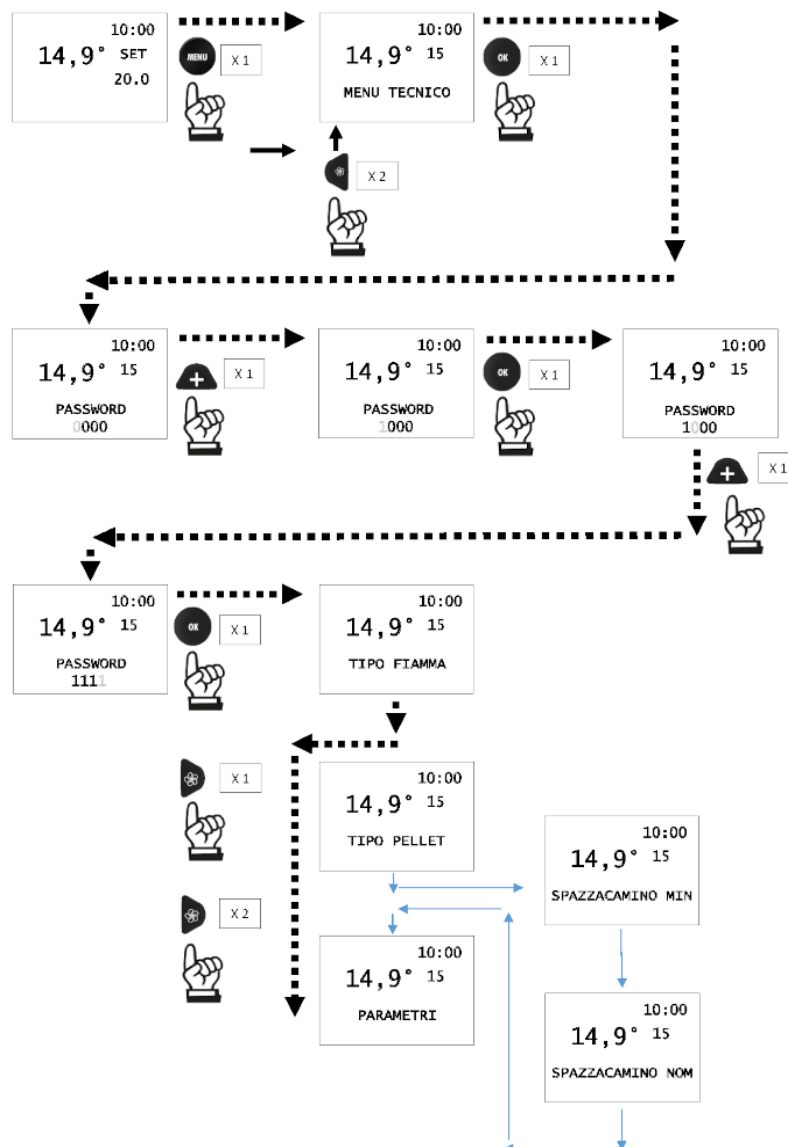 10:00
14,9° SET
20.0
MENU
X 1
10:00
14,9° 15
MENU TECNICO
OK
X 1
X 2
10:00
14,9° 15
PASSWORD
0000
+
X 1
10:00
14,9° 15
PASSWORD
1000
OK
X 1
10:00
14,9° 15
PASSWORD
1000
+
X 1
10:00
14,9° 15
PASSWORD
1111
OK
X 1
10:00
14,9° 15
TIPO FIAMMA
X 1
10:00
14,9° 15
TIPO PELLET
10:00
14,9° 15
SPAZZACAMINO MIN
X 2
10:00
14,9° 15
PARAMETRI
10:00
14,9° 15
SPAZZACAMINO NOM